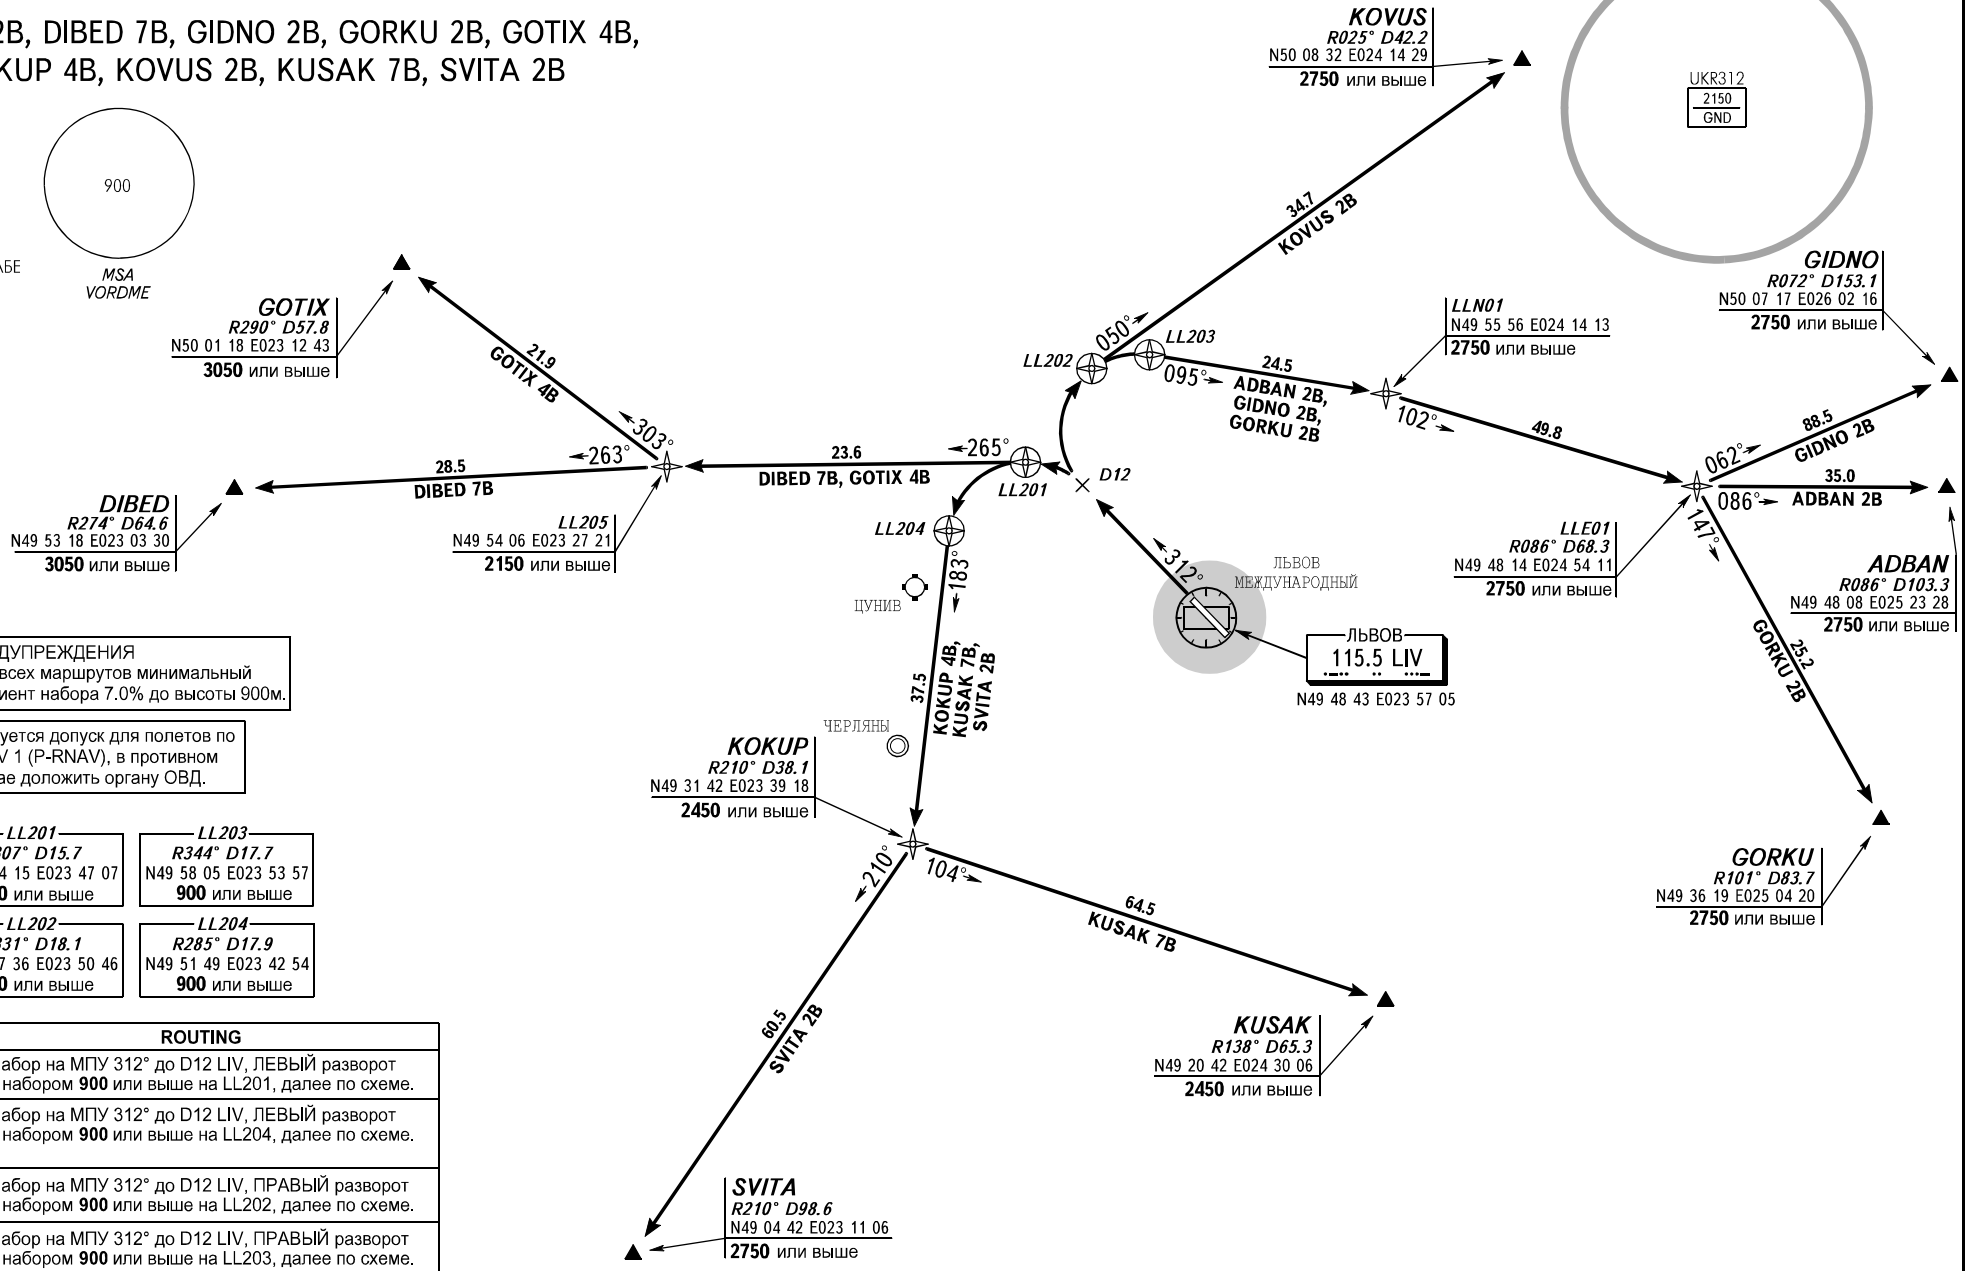 2B, DIBED 7B, GIDNO 2B, GORKU 2B, GOTIX 4B,
KUP 4B, KOVUS 2B, KUSAK 7B, SVITA 2B
900
MSA
VORDME
АБЕ
KOVUS
R025° D42.2
N50 08 32 E024 14 29
2750 или выше
UKR312
2150
GND
34.7
KOVUS 2B
050°
GOTIX
R290° D57.8
N50 01 18 E023 12 43
3050 или выше
21.9
GOTIX 4B
303°
GIDNO
R072° D153.1
N50 07 17 E026 02 16
2750 или выше
LLN01
N49 55 56 E024 14 13
2750 или выше
LL202
LL203
095°
24.5
ADBAN 2B,
GIDNO 2B,
GORKU 2B
102°
49.8
062°
88.5
GIDNO 2B
086°
35.0
ADBAN 2B
147°
25.2
GORKU 2B
DIBED
R274° D64.6
N49 53 18 E023 03 30
3050 или выше
28.5
DIBED 7B
263°
LL205
N49 54 06 E023 27 21
2150 или выше
23.6
DIBED 7B, GOTIX 4B
265°
LL201
D12
LL204
183°
312°
ЦУНИВ
ЛЬВОВ
МЕЖДУНАРОДНЫЙ
ЛЬВОВ
115.5 LIV
N49 48 43 E023 57 05
LLE01
R086° D68.3
N49 48 14 E024 54 11
2750 или выше
ADBAN
R086° D103.3
N49 48 08 E025 23 28
2750 или выше
37.5
KOKUP 4B,
KUSAK 7B,
SVITA 2B
ЧЕРЛЯНЫ
KOKUP
R210° D38.1
N49 31 42 E023 39 18
2450 или выше
210°
104°
64.5
KUSAK 7B
60.5
SVITA 2B
GORKU
R101° D83.7
N49 36 19 E025 04 20
2750 или выше
KUSAK
R138° D65.3
N49 20 42 E024 30 06
2450 или выше
SVITA
R210° D98.6
N49 04 42 E023 11 06
2750 или выше
ДУПРЕЖДЕНИЯ
всех маршрутов минимальный
иент набора 7.0% до высоты 900м.
уется допуск для полетов по
V 1 (P-RNAV), в противном
ае доложить органу ОВД.
LL201
07° D15.7
4 15 E023 47 07
0 или выше
LL203
R344° D17.7
N49 58 05 E023 53 57
900 или выше
LL202
31° D18.1
7 36 E023 50 46
0 или выше
LL204
R285° D17.9
N49 51 49 E023 42 54
900 или выше
ROUTING
абор на МПУ 312° до D12 LIV, ЛЕВЫЙ разворот
набором 900 или выше на LL201, далее по схеме.
абор на МПУ 312° до D12 LIV, ЛЕВЫЙ разворот
набором 900 или выше на LL204, далее по схеме.
абор на МПУ 312° до D12 LIV, ПРАВЫЙ разворот
набором 900 или выше на LL202, далее по схеме.
абор на МПУ 312° до D12 LIV, ПРАВЫЙ разворот
набором 900 или выше на LL203, далее по схеме.